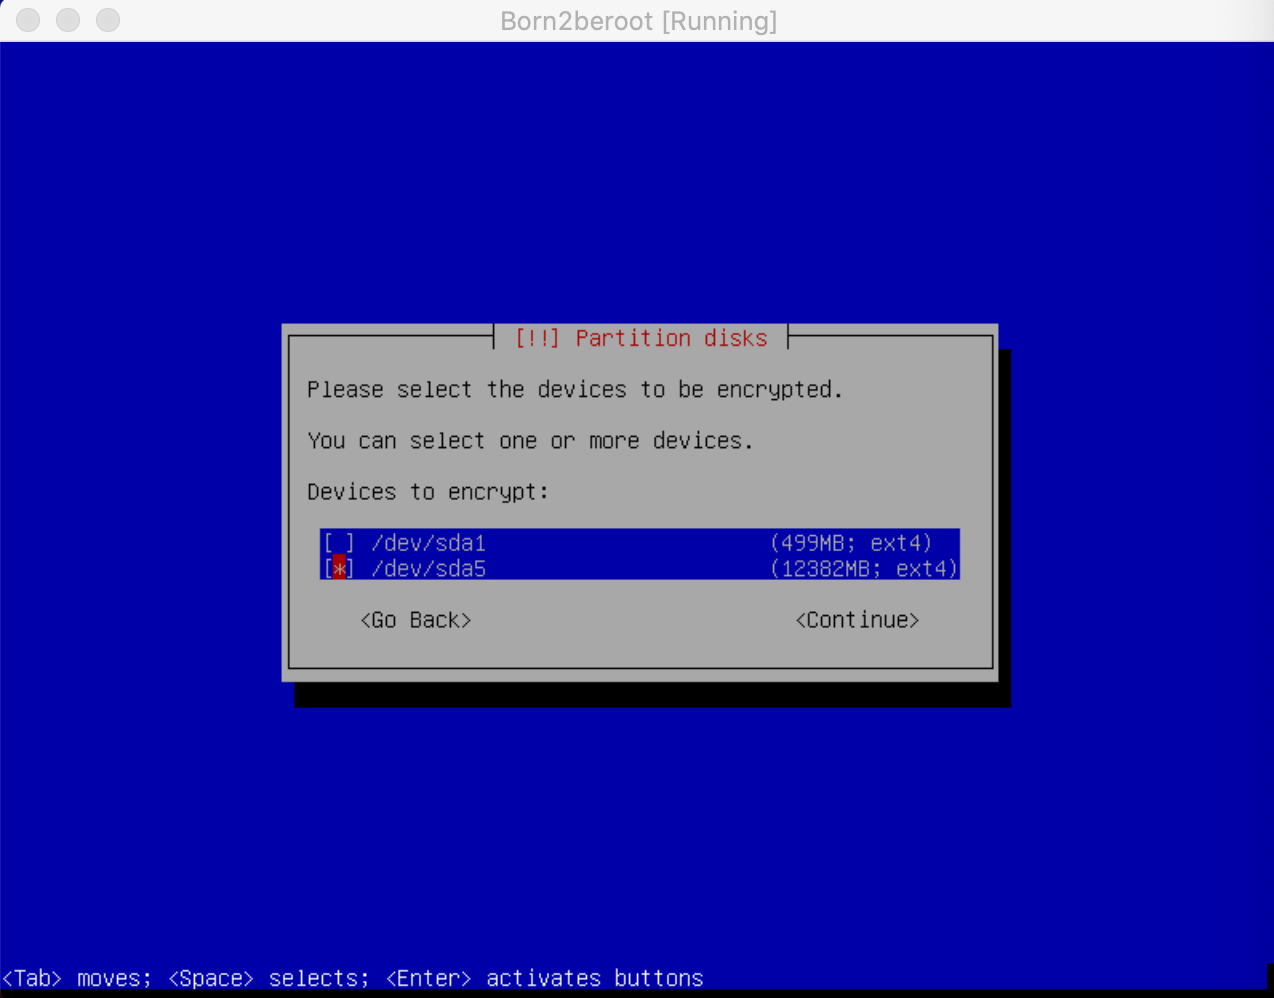 Born2beroot [Running]
[!!] Partition disks
Please select the devices to be encrypted.
You can select one or more devices.
Devices to encrypt:
[ ] /dev/sda1 (499MB; ext4)
[*] /dev/sda5 (12382MB; ext4)
<Go Back> <Continue>
<Tab> moves; <Space> selects; <Enter> activates buttons